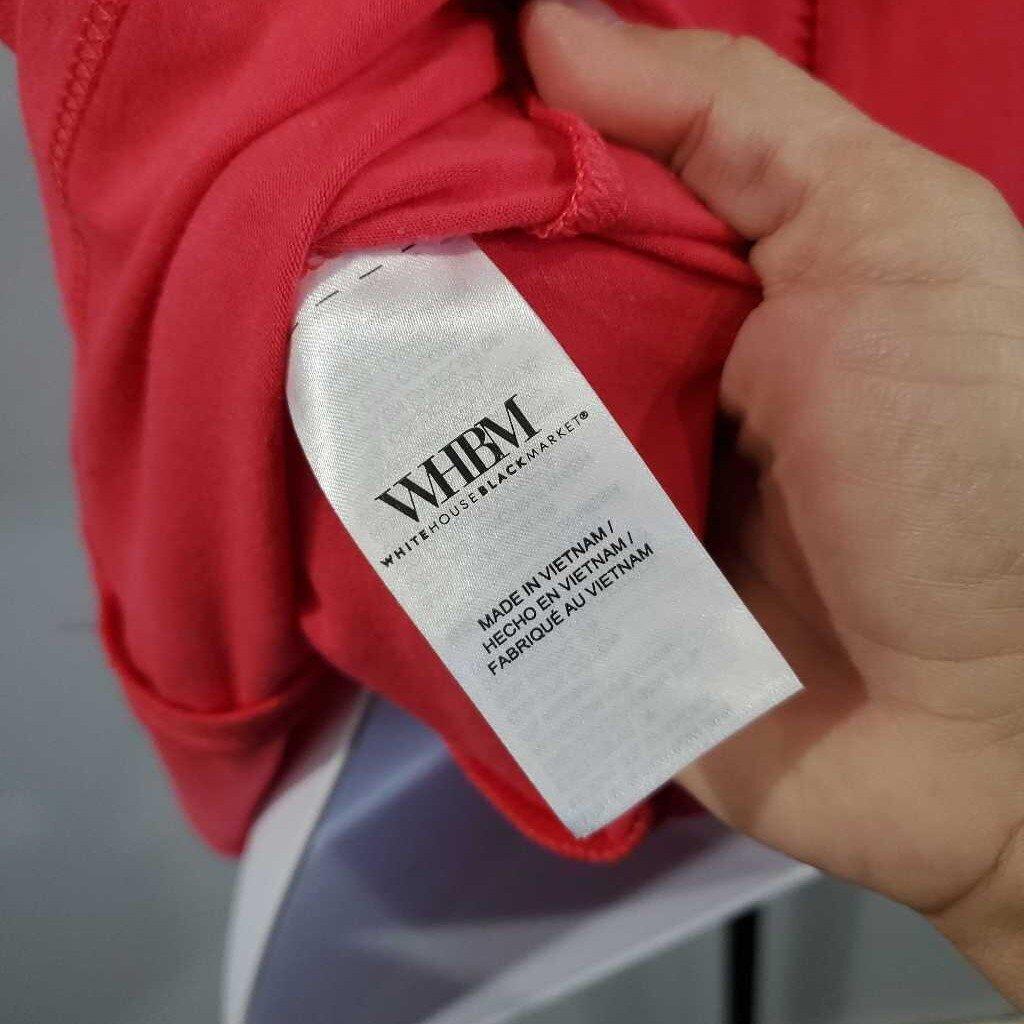 WHBM
WHITEHOUSEBLACKMARKET®
MADE IN VIETNAM /
HECHO EN VIETNAM /
FABRIQUÉ AU VIETNAM